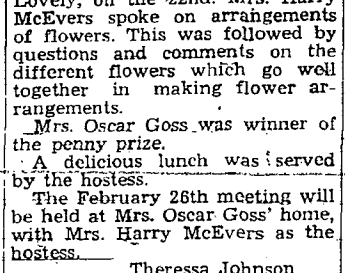 Lovely, on the 22nd. Mrs. Harry
McEvers spoke on arrangements
of flowers. This was followed by
questions and comments on the
different flowers which go well
together in making flower ar-
rangements.
Mrs. Oscar Goss was winner of
the penny prize.
A delicious lunch was served
by the hostess.
The February 26th meeting will
be held at Mrs. Oscar Goss' home,
with Mrs. Harry McEvers as the
hostess.
Theressa Johnson